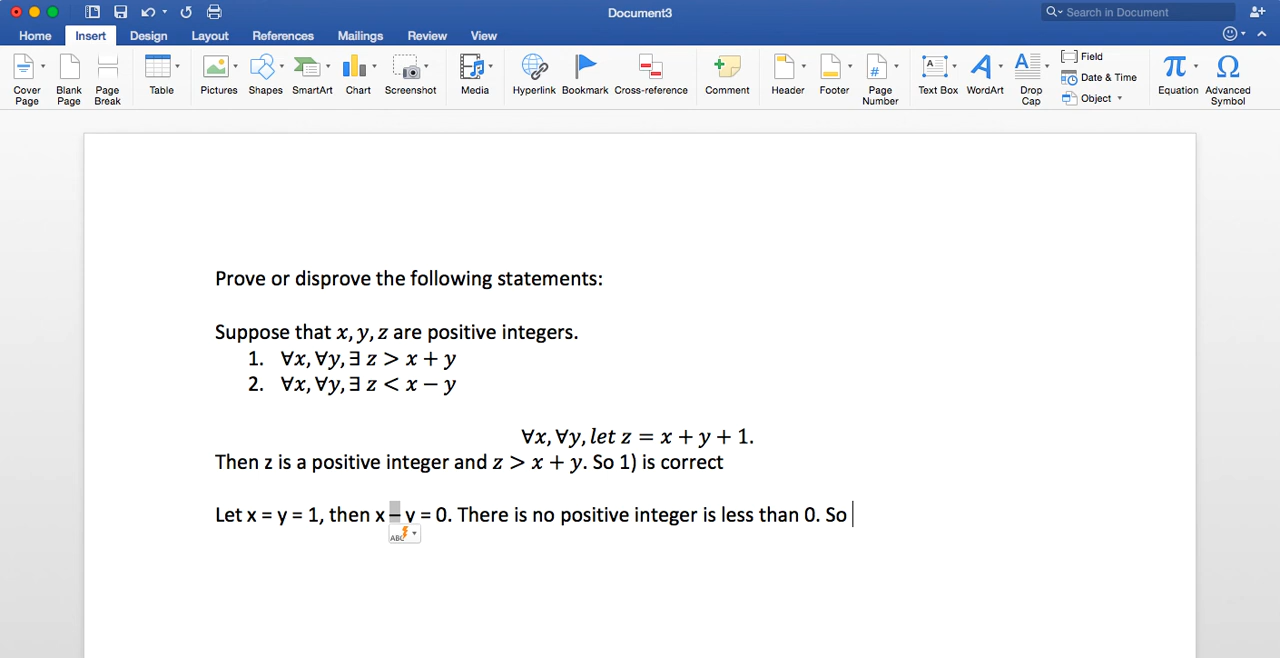 Document3
Search in Document
Home Insert Design Layout References Mailings Review View
Cover Page
Blank Page
Page Break
Table
Pictures
Shapes
SmartArt
Chart
Screenshot
Media
Hyperlink
Bookmark
Cross-reference
Comment
Header
Footer
Page Number
Text Box
WordArt
Drop Cap
Field
Date & Time
Object
Equation
Advanced Symbol
Prove or disprove the following statements:
Suppose that x, y, z are positive integers.
1. ∀x, ∀y, ∃ z > x + y
2. ∀x, ∀y, ∃ z < x − y
∀x, ∀y, let z = x + y + 1.
Then z is a positive integer and z > x + y. So 1) is correct
Let x = y = 1, then x – y = 0. There is no positive integer is less than 0. So